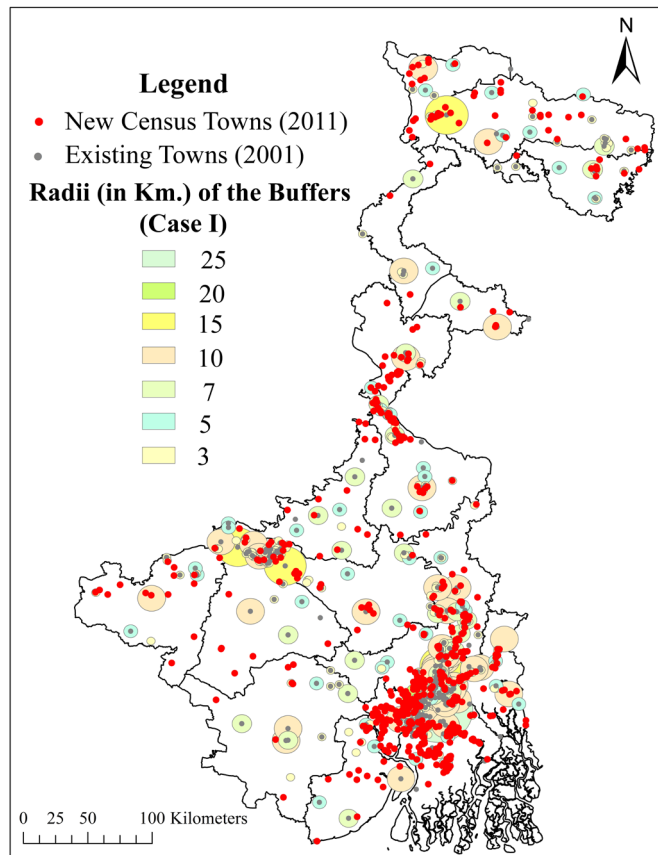 N
Legend
New Census Towns (2011)
Existing Towns (2001)
Radii (in Km.) of the Buffers
(Case I)
25
20
15
10
7
5
3
0 25 50 100 Kilometers